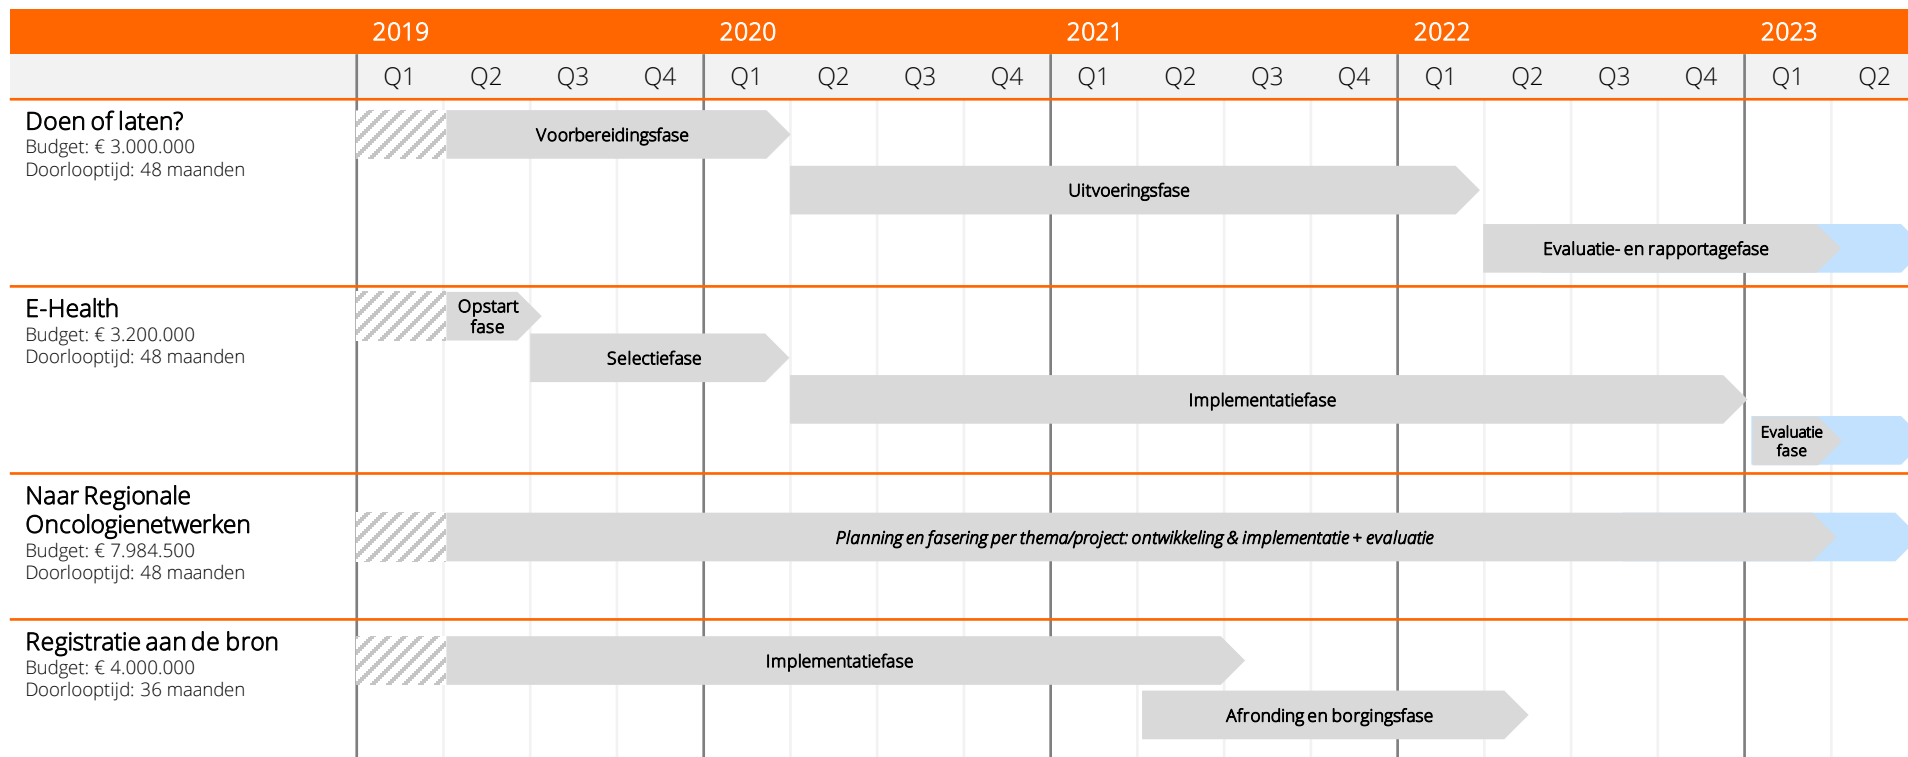 2019 2020 2021 2022 2023
Q1 Q2 Q3 Q4 Q1 Q2 Q3 Q4 Q1 Q2 Q3 Q4 Q1 Q2 Q3 Q4 Q1 Q2
Doen of laten?
Budget: € 3.000.000
Doorlooptijd: 48 maanden
Voorbereidingsfase
Uitvoeringsfase
Evaluatie- en rapportagefase
E-Health
Budget: € 3.200.000
Doorlooptijd: 48 maanden
Opstart
fase
Selectiefase
Implementatiefase
Evaluatie
fase
Naar Regionale
Oncologienetwerken
Budget: € 7.984.500
Doorlooptijd: 48 maanden
Planning en fasering per thema/project: ontwikkeling & implementatie + evaluatie
Registratie aan de bron
Budget: € 4.000.000
Doorlooptijd: 36 maanden
Implementatiefase
Afronding en borgingsfase